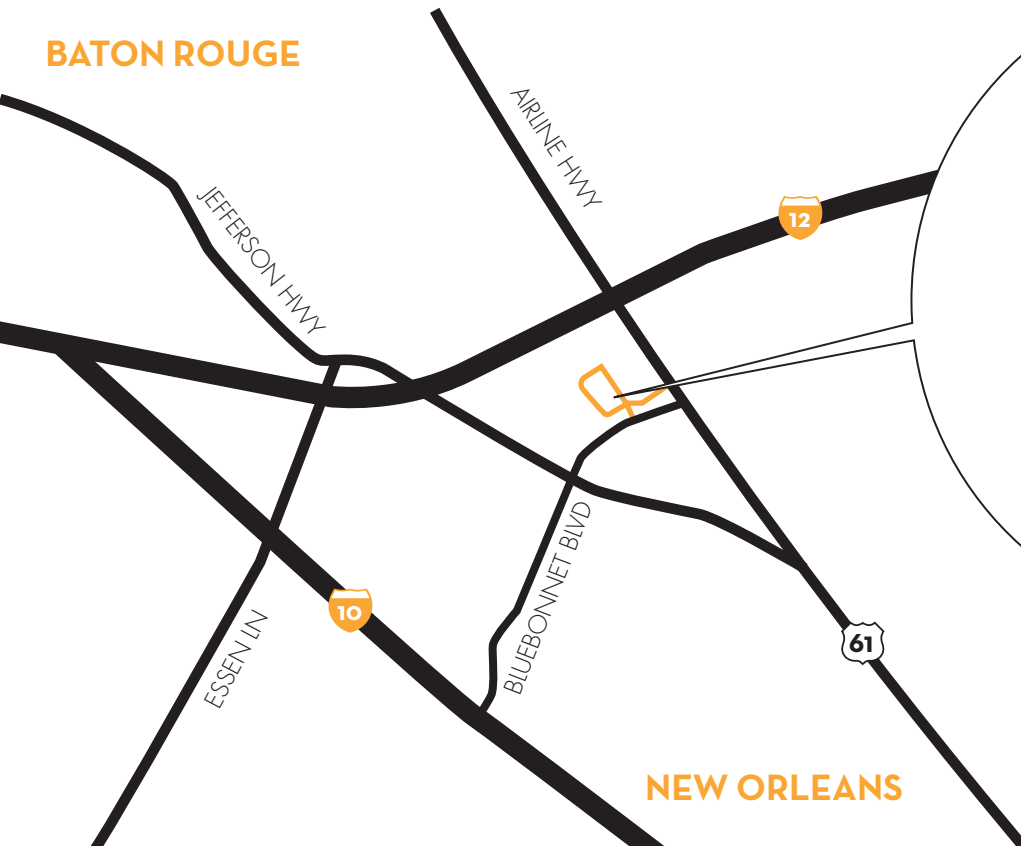 BATON ROUGE
AIRLINE HWY
JEFFERSON HWY
12
BLUEBONNET BLVD
10
ESSEN LN
61
NEW ORLEANS